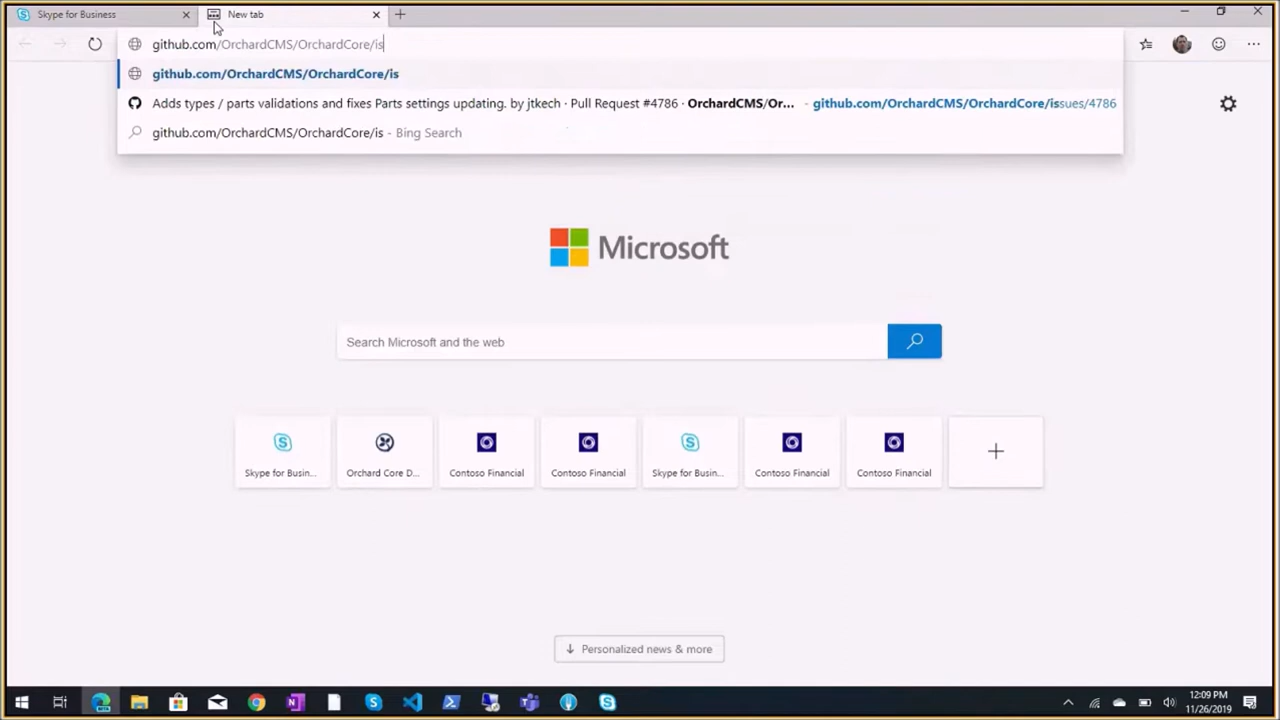 Skype for Business
New tab
github.com/OrchardCMS/OrchardCore/is
github.com/OrchardCMS/OrchardCore/is
Adds types / parts validations and fixes Parts settings updating. by jtkech · Pull Request #4786 · OrchardCMS/Or... - github.com/OrchardCMS/OrchardCore/issues/4786
github.com/OrchardCMS/OrchardCore/is - Bing Search
Microsoft
Search Microsoft and the web
Skype for Busin...
Orchard Core D...
Contoso Financial
Contoso Financial
Skype for Busin...
Contoso Financial
Contoso Financial
Personalized news & more
12:09 PM
11/26/2019